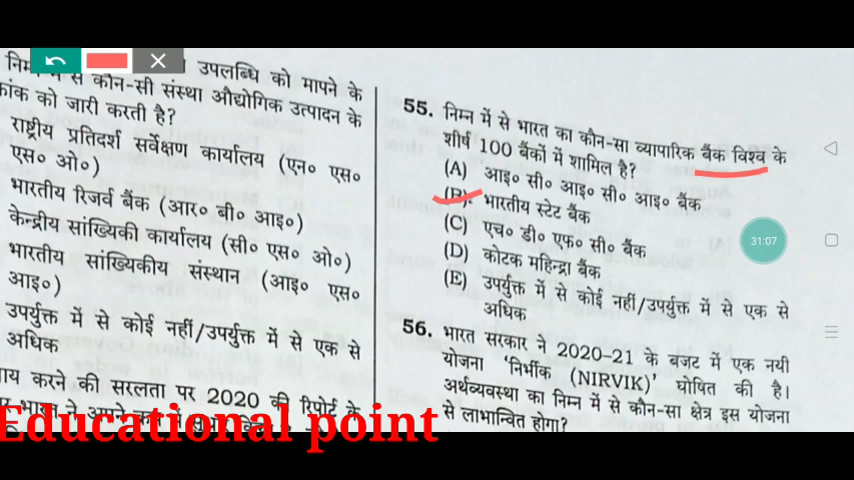 उपलब्धि को मापने के
से कौन-सी संस्था औद्योगिक उत्पादन के
को जारी करती है?
राष्ट्रीय प्रतिदर्श सर्वेक्षण कार्यालय (एन० एस०
एस० ओ०)
भारतीय रिजर्व बैंक (आर० बी० आइ०)
केन्द्रीय सांख्यिकी कार्यालय (सी० एस० ओ०)
भारतीय सांख्यिकीय संस्थान (आइ० एस०
आइ०)
उपर्युक्त में से कोई नहीं/उपर्युक्त में से एक से
अधिक
करने की सरलता पर 2020 की रिपोर्ट के
55. निम्न में से भारत का कौन-सा व्यापारिक बैंक विश्व के
शीर्ष 100 बैंकों में शामिल है?
(A) आइ० सी० आइ० सी० आइ० बैंक
(B) भारतीय स्टेट बैंक
(C) एच० डी० एफ० सी० बैंक
(D) कोटक महिन्द्रा बैंक
(E) उपर्युक्त में से कोई नहीं/उपर्युक्त में से एक से
अधिक
56. भारत सरकार ने 2020-21 के बजट में एक नयी
योजना 'निर्भीक (NIRVIK)' घोषित की है।
अर्थव्यवस्था का निम्न में से कौन-सा क्षेत्र इस योजना
से लाभान्वित होगा?
31:07
Educational point